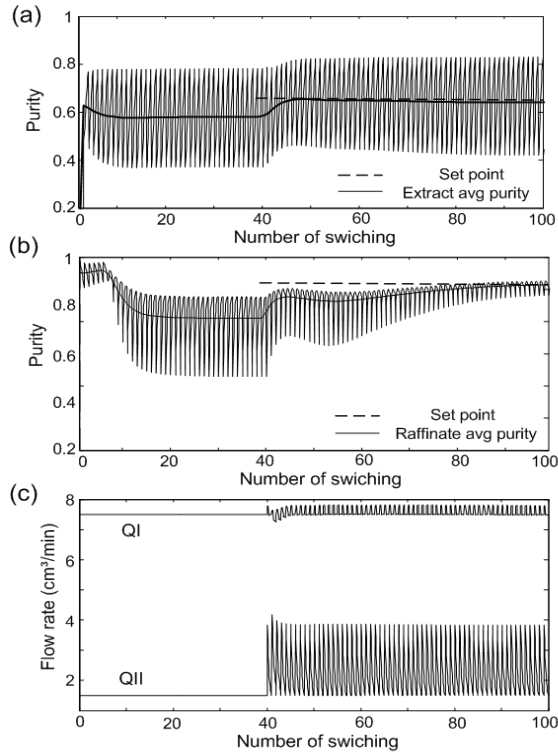 (a)
1
0.8
0.6
0.4
0.2
Purity
Set point
Extract avg purity
0 20 40 60 80 100
Number of swiching
(b)
1
0.8
0.6
0.4
0.2
Purity
Set point
Raffinate avg purity
0 20 40 60 80 100
Number of swiching
(c)
8
6
4
2
Flow rate (cm³/min)
QI
QII
0 20 40 60 80 100
Number of swiching